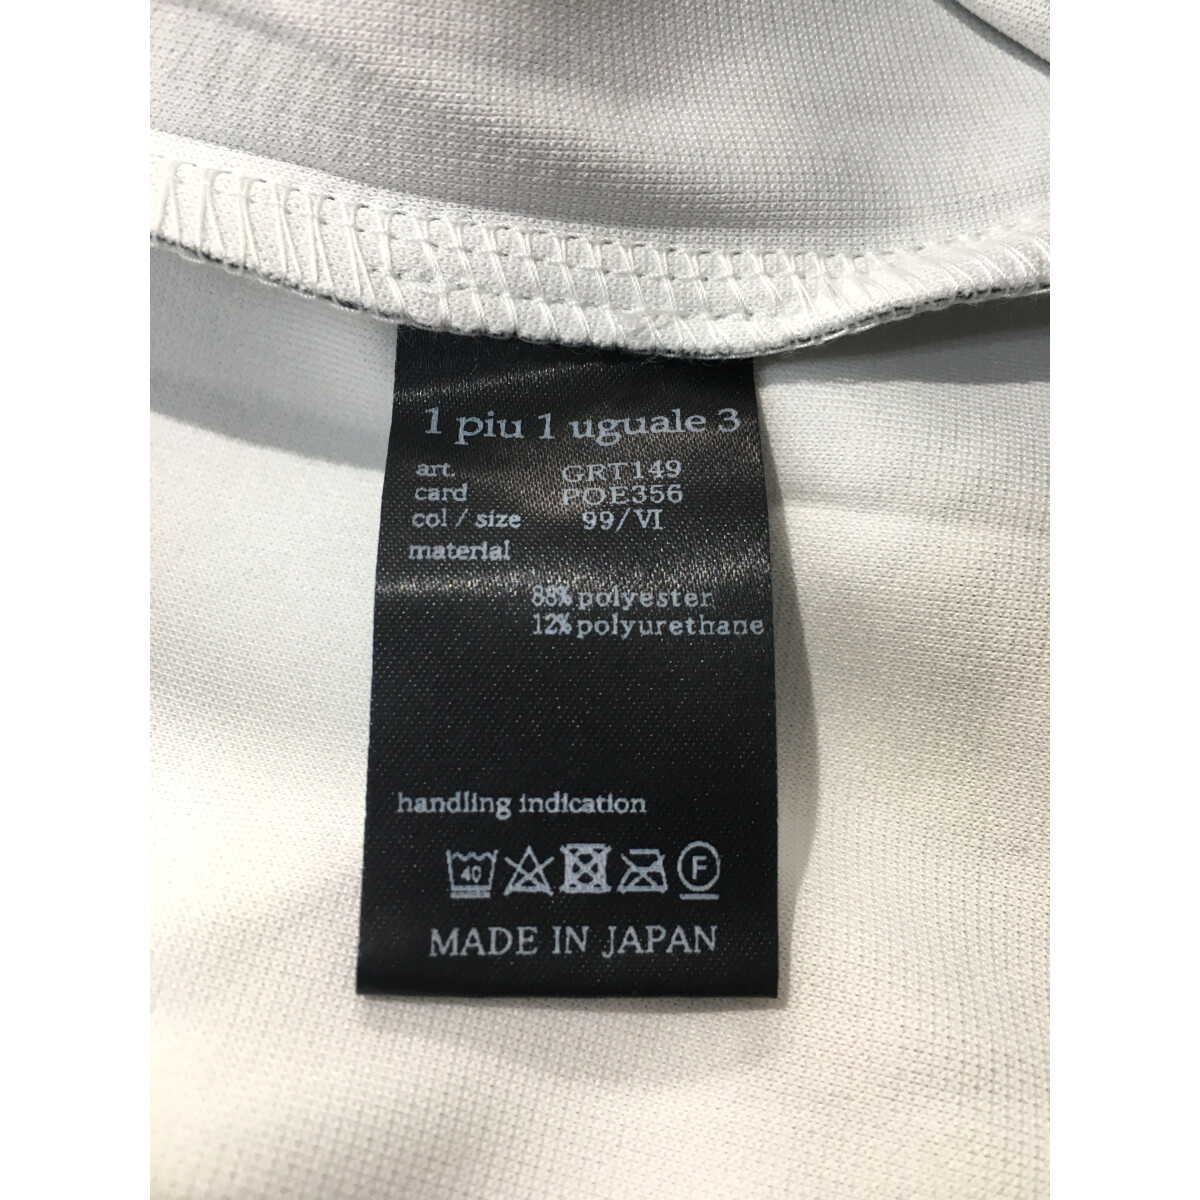 1 piu 1 uguale 3
art. GRT149
card POE356
col / size 99/VI
material
88% polyester
12% polyurethane
handling indication
40 F
MADE IN JAPAN